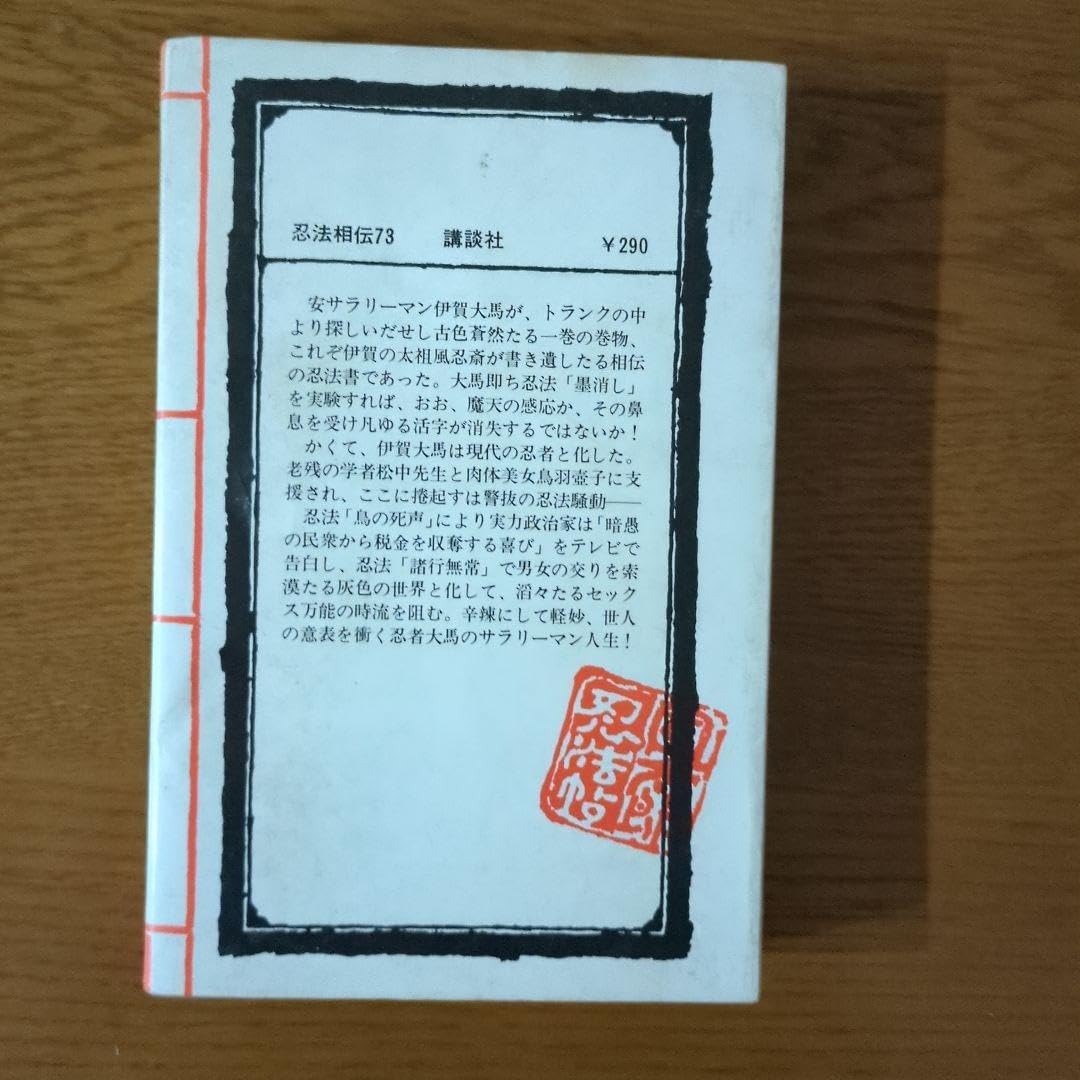 忍法相伝73 講談社 ￥290
安サラリーマン伊賀大馬が、トランクの中
より探しいだせし古色蒼然たる一巻の巻物、
これぞ伊賀の太祖風忍斎が書き遺したる相伝
の忍法書であった。大馬即ち忍法「墨消し」
を実験すれば、おお、魔天の感応か、その鼻
息を受け凡ゆる活字が消失するではないか！
かくて、伊賀大馬は現代の忍者と化した。
老残の学者松中先生と肉体美女鳥羽壺子に支
援され、ここに捲起すは警抜の忍法騒動――
忍法「鳥の死声」により実力政治家は「暗愚
の民衆から税金を収奪する喜び」をテレビで
告白し、忍法「諸行無常」で男女の交りを索
漠たる灰色の世界と化して、滔々たるセック
ス万能の時流を阻む。辛辣にして軽妙、世人
の意表を衝く忍者大馬のサラリーマン人生！
忍法帖